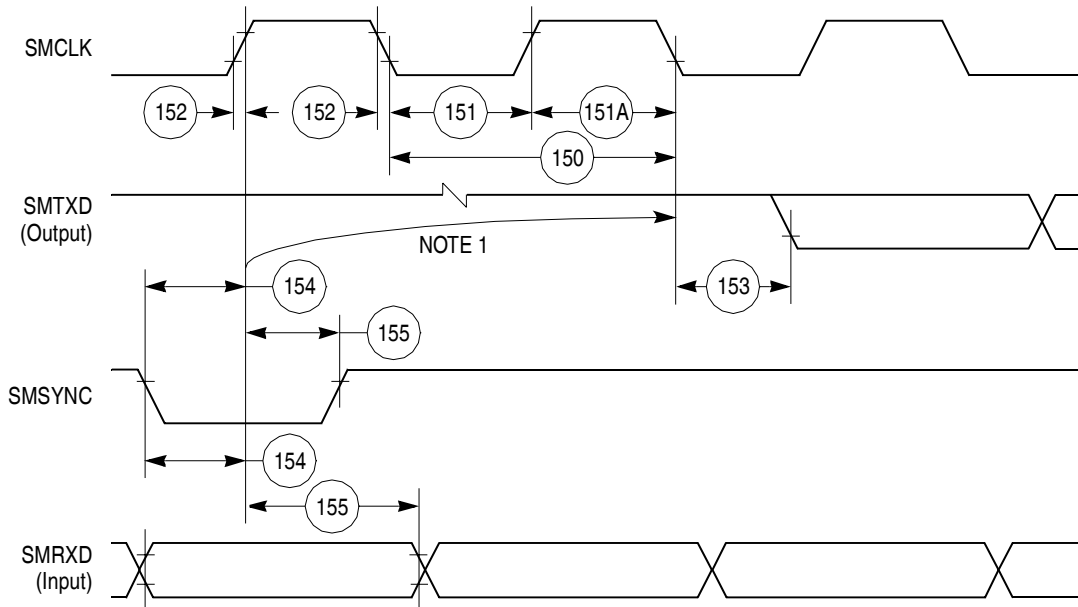 SMCLK
152
152
151
151A
150
SMTXD
(Output)
NOTE 1
154
153
155
SMSYNC
154
155
SMRXD
(Input)